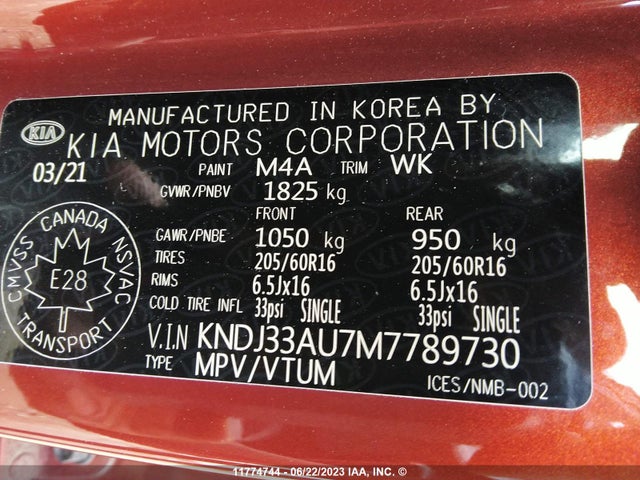 MANUFACTURED IN KOREA BY
KIA KIA MOTORS CORPORATION
03/21 PAINT M4A TRIM WK
GVWR/PNBV 1825 kg
FRONT REAR
GAWR/PNBE 1050 kg 950 kg
TIRES 205/60R16 205/60R16
RIMS 6.5Jx16 6.5Jx16
COLD TIRE INFL 33psi SINGLE 33psi SINGLE
CMVSS CANADA NSVAC
E28
TRANSPORT
V.I.N KNDJ33AU7M7789730
TYPE MPV/VTUM
ICES/NMB-002
11774744 - 06/22/2023 IAA, INC. ©